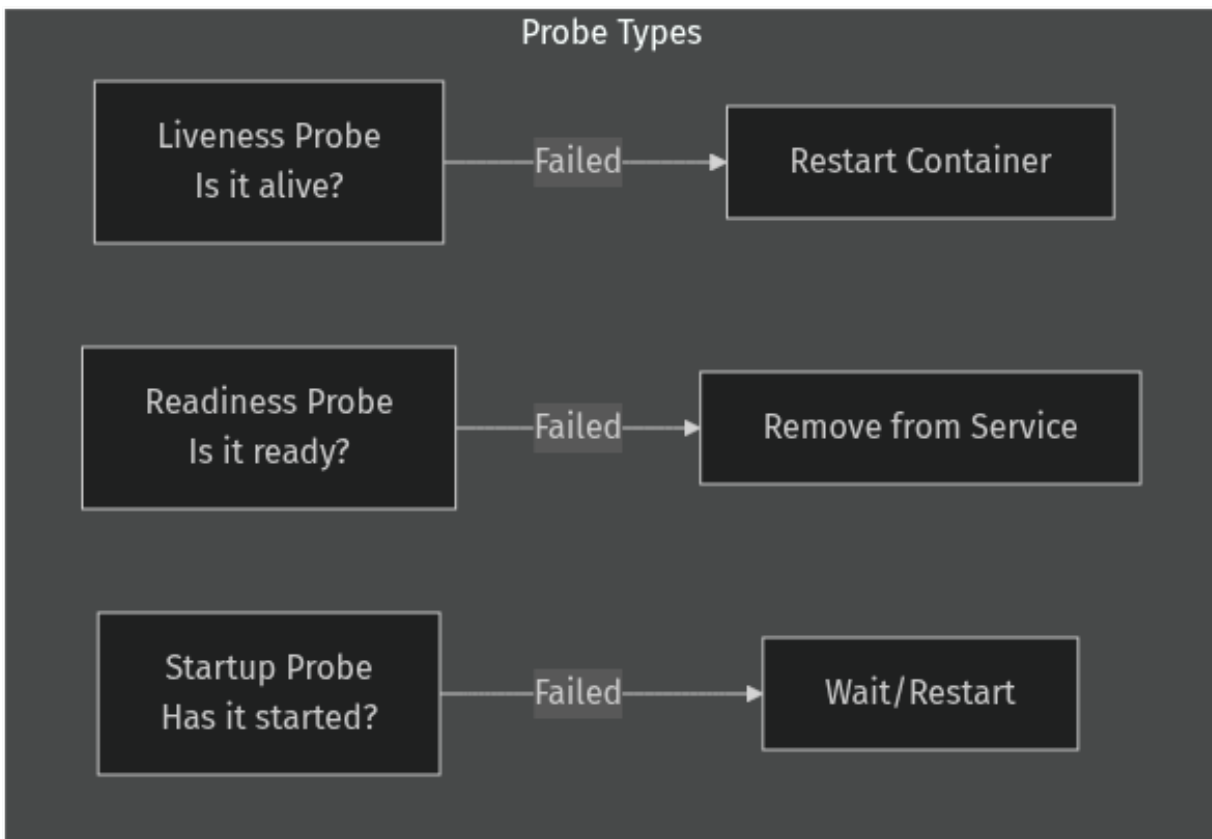 Probe Types
Liveness Probe
Is it alive?
Failed
Restart Container
Readiness Probe
Is it ready?
Failed
Remove from Service
Startup Probe
Has it started?
Failed
Wait/Restart